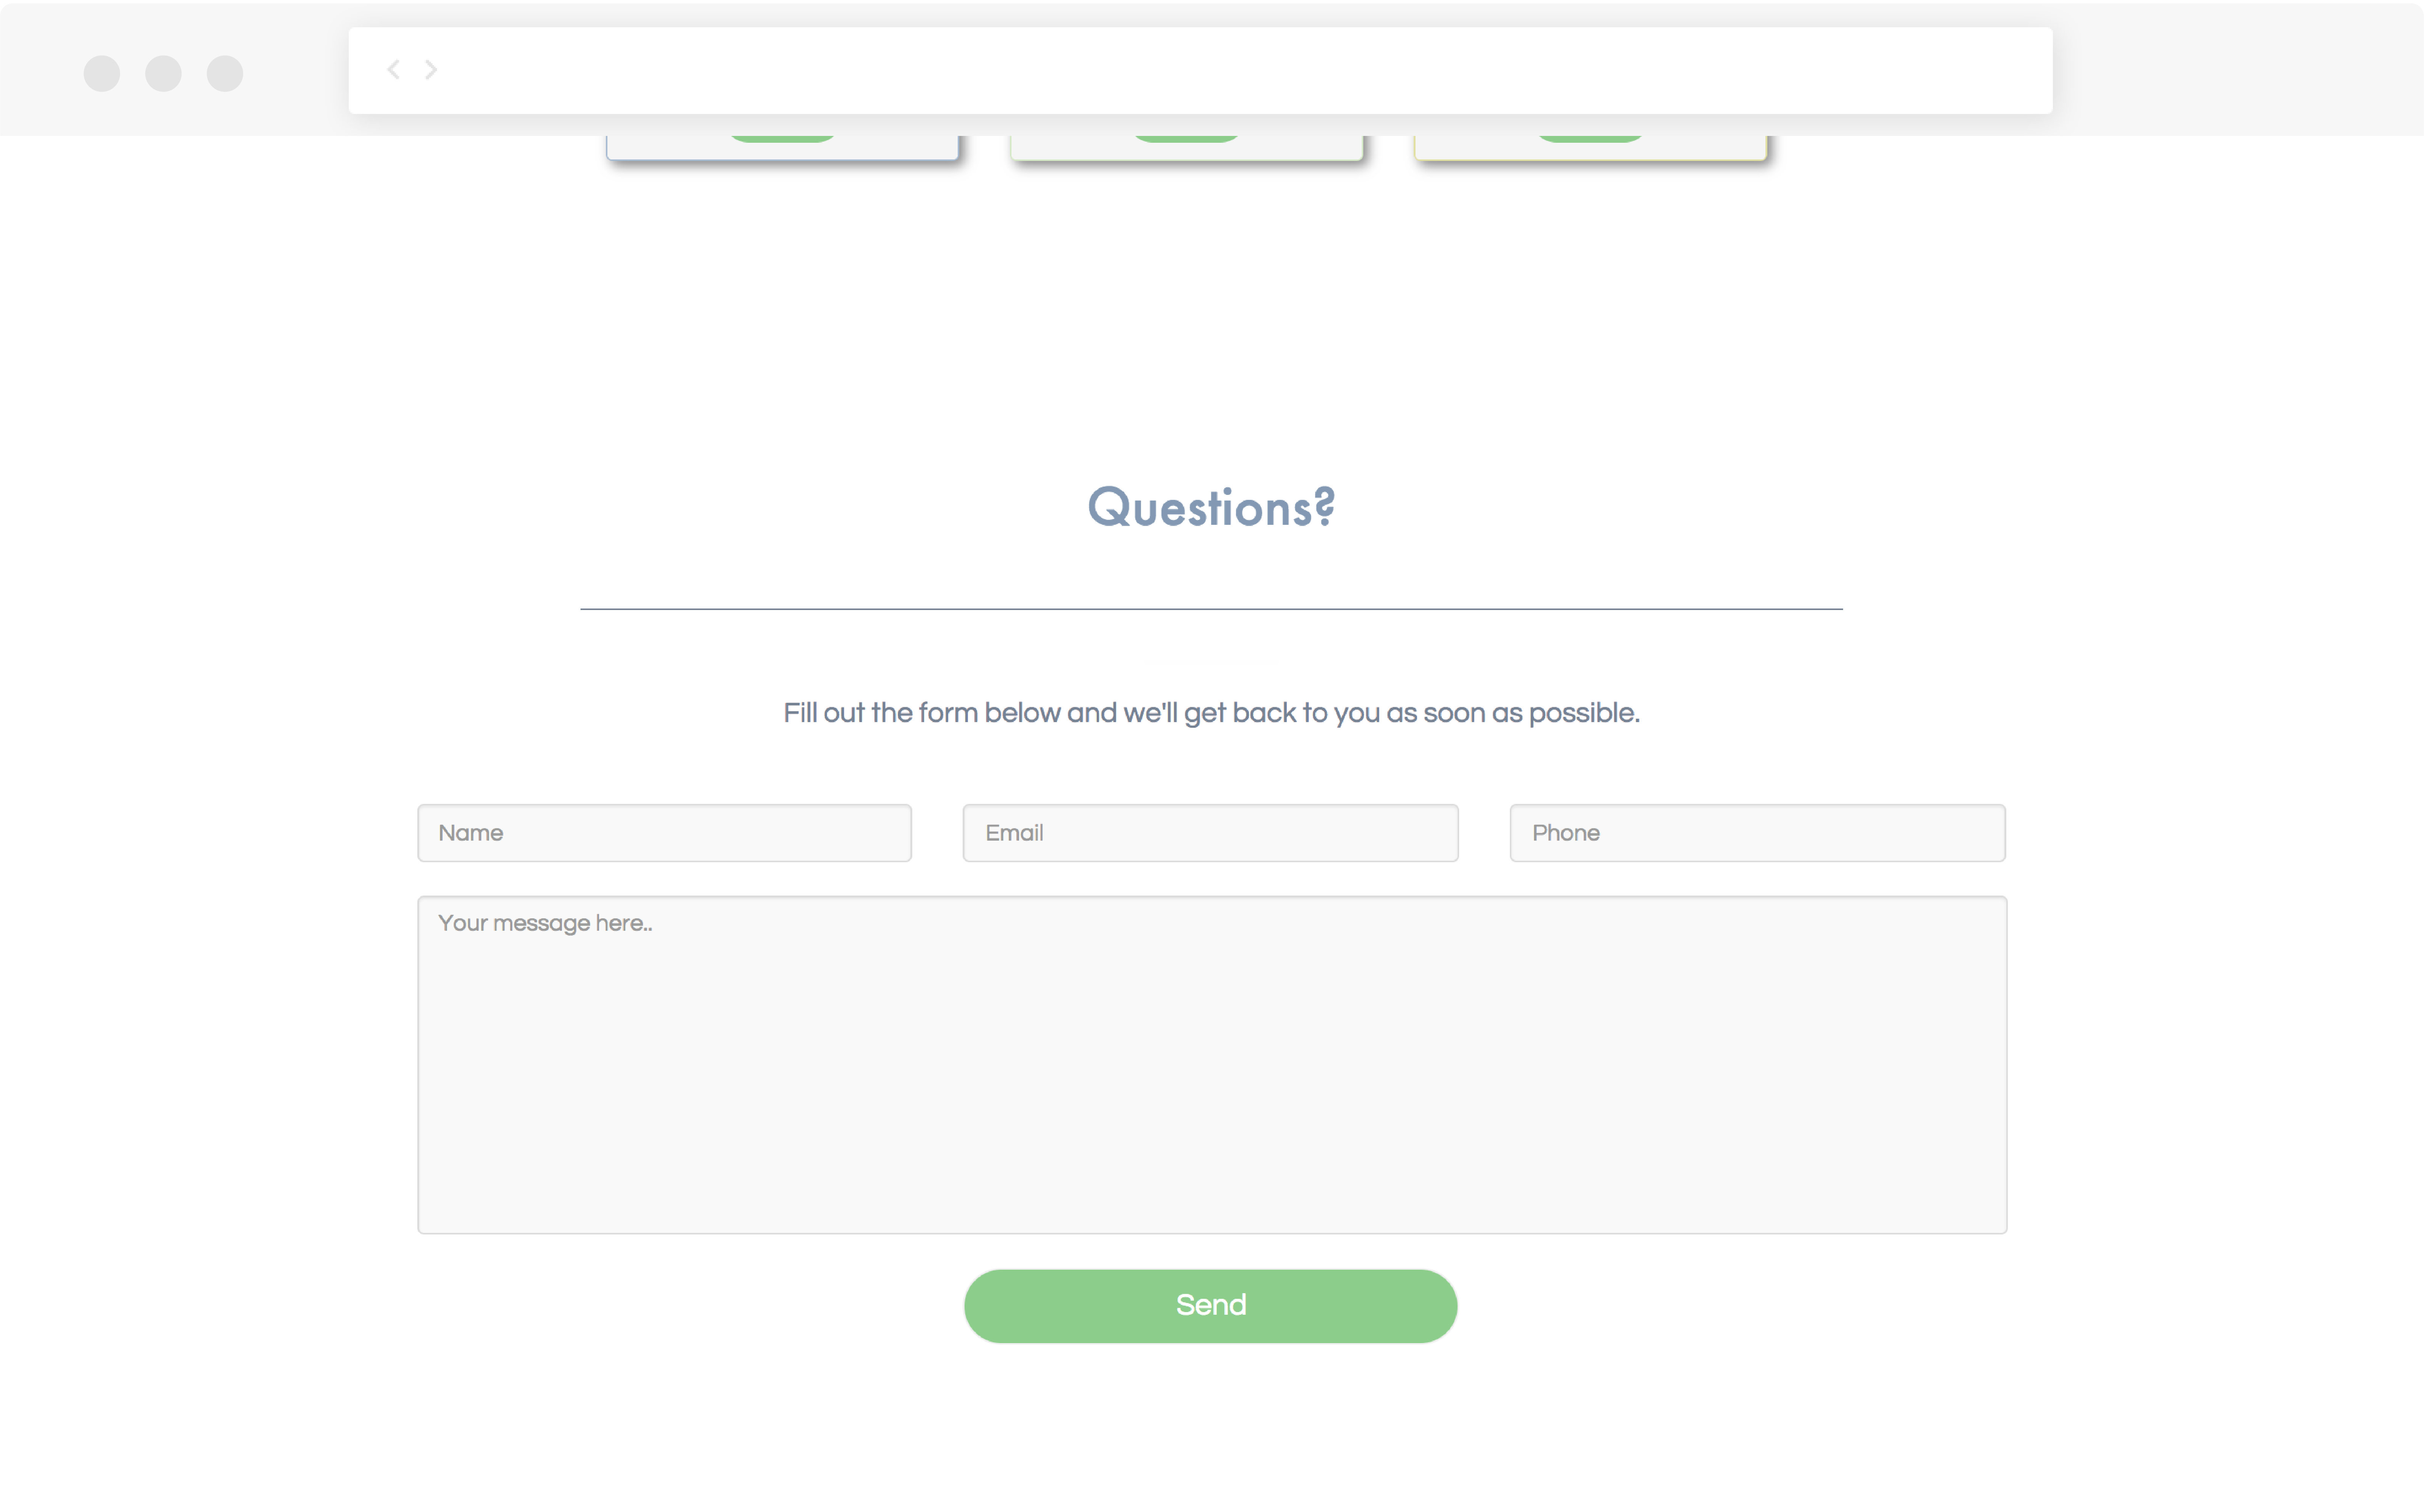 Questions?
Fill out the form below and we'll get back to you as soon as possible.
Name Email Phone
Your message here..
Send